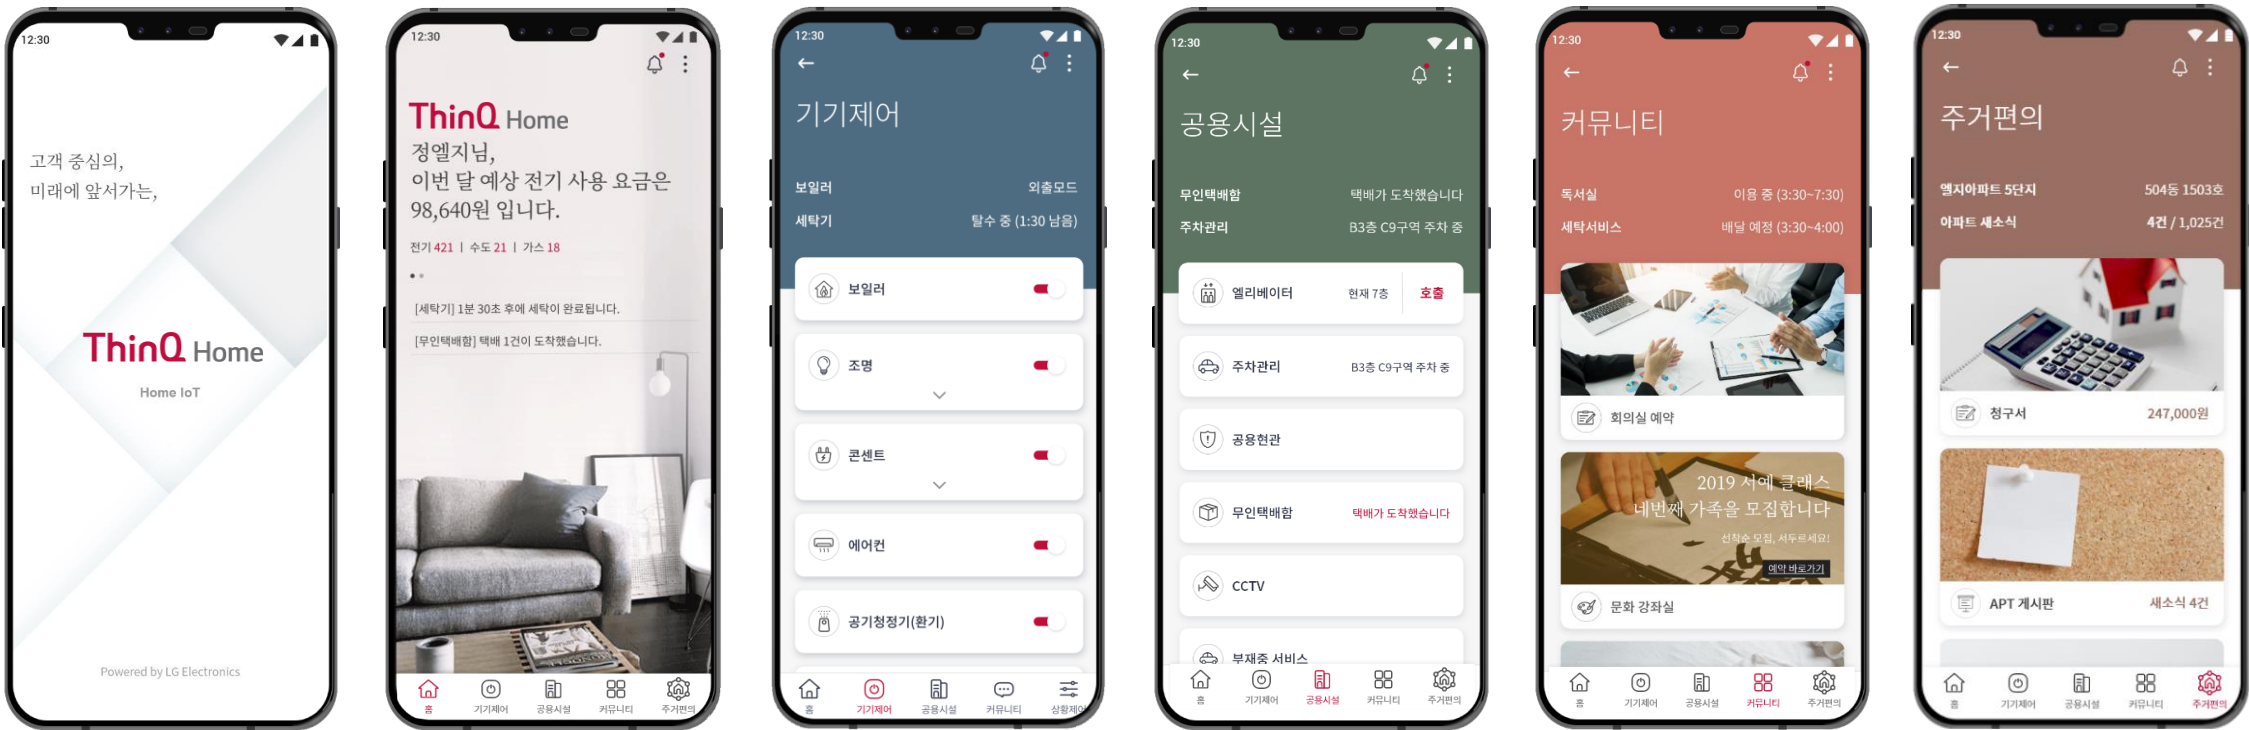 12:30
고객 중심의,
미래에 앞서가는,
ThinQ Home
Home IoT
Powered by LG Electronics
12:30
ThinQ Home
정엘지님,
이번 달 예상 전기 사용 요금은
98,640원 입니다.
전기 421 | 수도 21 | 가스 18
[세탁기] 1분 30초 후에 세탁이 완료됩니다.
[무인택배함] 택배 1건이 도착했습니다.
홈 기기제어 공용시설 커뮤니티 주거편의
12:30
기기제어
보일러 외출모드
세탁기 탈수 중 (1:30 남음)
보일러
조명
콘센트
에어컨
공기청정기(환기)
홈 기기제어 공용시설 커뮤니티 상황제어
12:30
공용시설
무인택배함 택배가 도착했습니다
주차관리 B3층 C9구역 주차 중
엘리베이터 현재 7층 호출
주차관리 B3층 C9구역 주차 중
공용현관
무인택배함 택배가 도착했습니다
CCTV
부재중 서비스
홈 기기제어 공용시설 커뮤니티 주거편의
12:30
커뮤니티
독서실 이용 중 (3:30~7:30)
세탁서비스 배달 예정 (3:30~4:00)
회의실 예약
2019 서예 클래스
네번째 가족을 모집합니다
선착순 모집, 서두르세요!
예약 바로가기
문화 강좌실
홈 기기제어 공용시설 커뮤니티 주거편의
12:30
주거편의
엘지아파트 5단지 504동 1503호
아파트 새소식 4건 / 1,025건
청구서 247,000원
APT 게시판 새소식 4건
홈 기기제어 공용시설 커뮤니티 주거편의